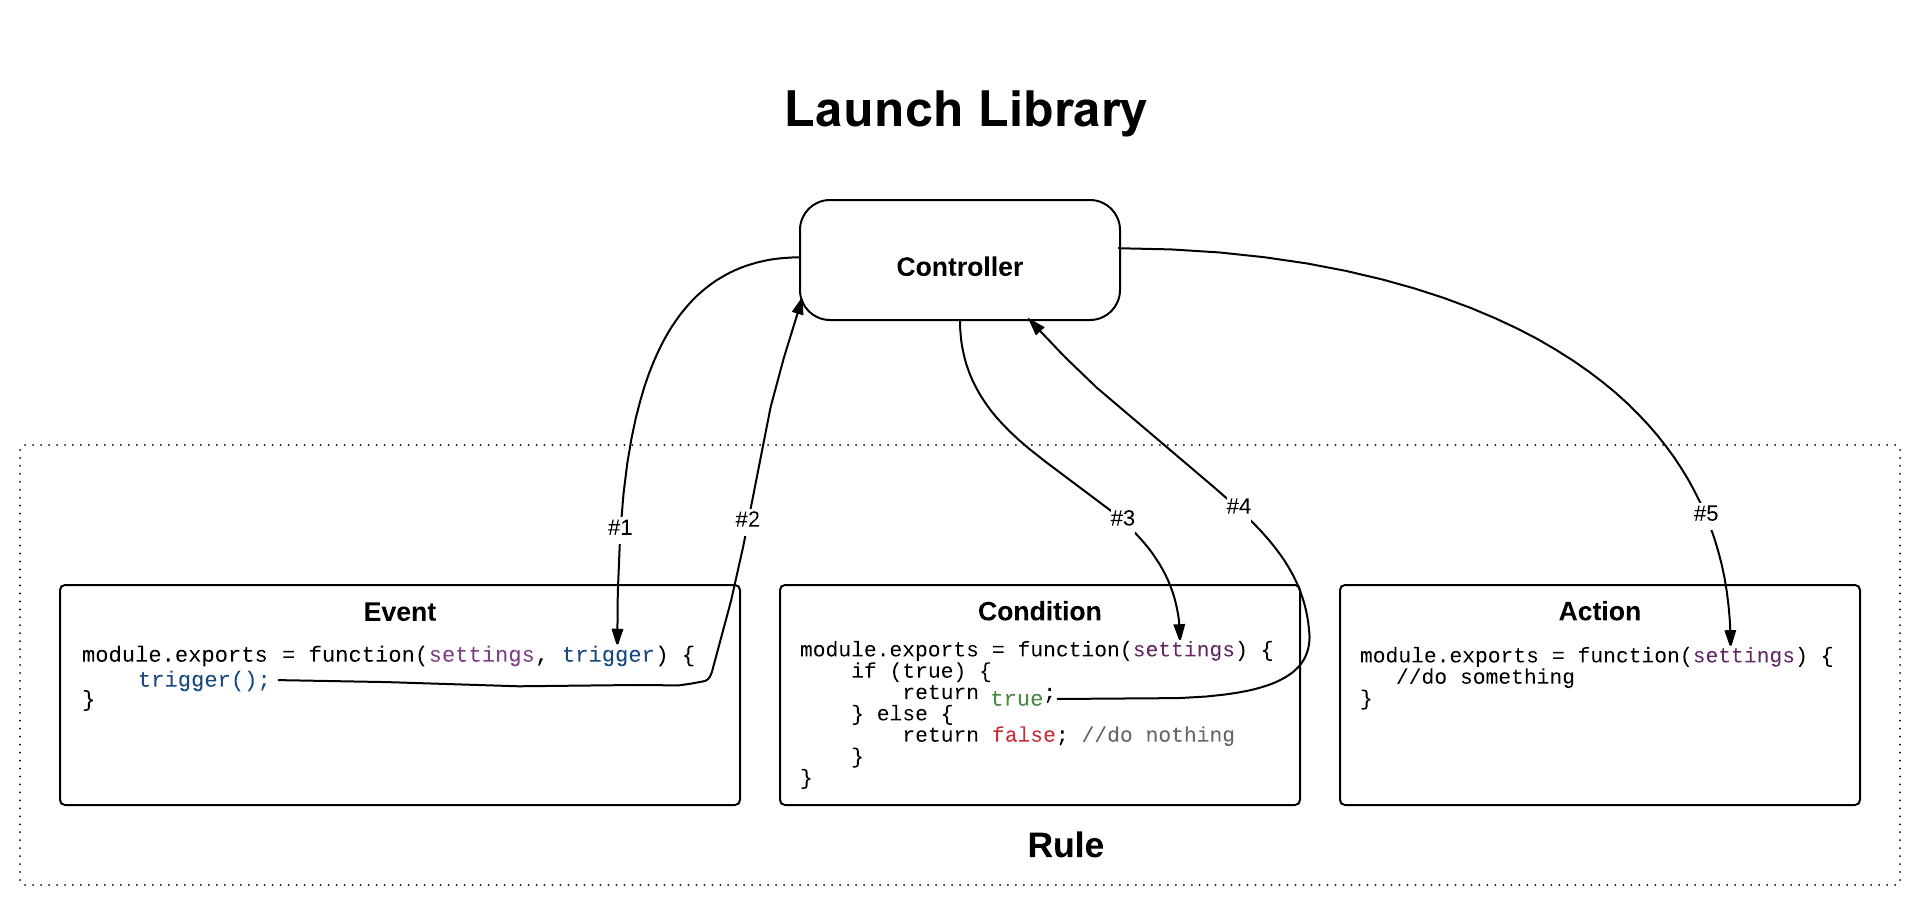 Launch Library
Controller
#1
#2
#3
#4
#5
Event
module.exports = function(settings, trigger) {
trigger();
}
Condition
module.exports = function(settings) {
if (true) {
return true;
} else {
return false; //do nothing
}
}
Action
module.exports = function(settings) {
//do something
}
Rule